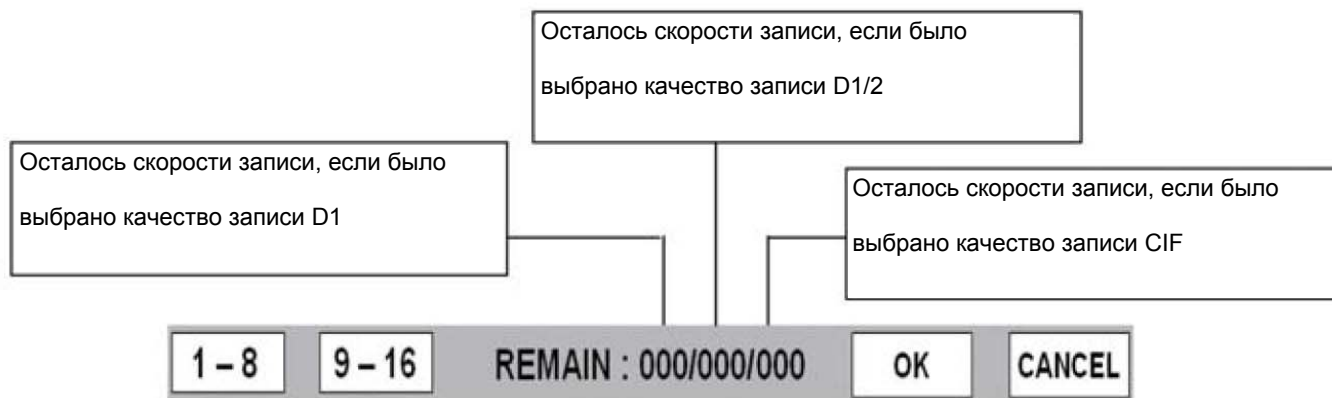 Осталось скорости записи, если было
выбрано качество записи D1/2
Осталось скорости записи, если было
выбрано качество записи D1
Осталось скорости записи, если было
выбрано качество записи CIF
1 – 8 9 – 16 REMAIN : 000/000/000 OK CANCEL